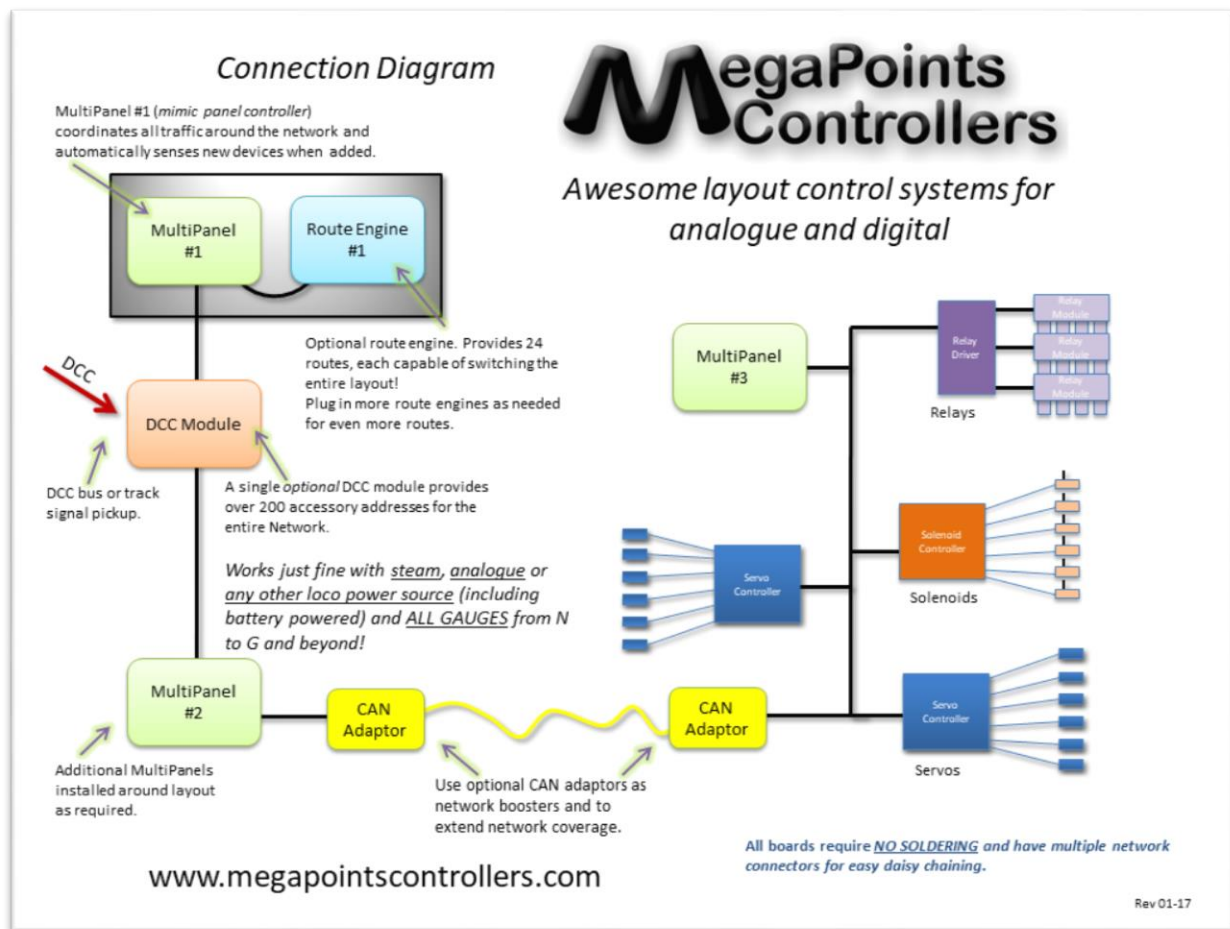 Connection Diagram
MegaPoints
Controllers
Awesome layout control systems for
analogue and digital
MultiPanel #1 (mimic panel controller)
coordinates all traffic around the network and
automatically senses new devices when added.
MultiPanel
#1
Route Engine
#1
Optional route engine. Provides 24
routes, each capable of switching the
entire layout!
Plug in more route engines as needed
for even more routes.
DCC
DCC Module
DCC bus or track
signal pickup.
A single optional DCC module provides
over 200 accessory addresses for the
entire Network.
Works just fine with steam, analogue or
any other loco power source (including
battery powered) and ALL GAUGES from N
to G and beyond!
MultiPanel
#2
Additional MultiPanels
installed around layout
as required.
CAN
Adaptor
CAN
Adaptor
Use optional CAN adaptors as
network boosters and to
extend network coverage.
MultiPanel
#3
Relay
Driver
Relays
Relay
Module
Relay
Module
Relay
Module
Solenoid
Controller
Solenoids
Servo
Controller
Servo
Controller
Servos
All boards require NO SOLDERING and have multiple network
connectors for easy daisy chaining.
www.megapointscontrollers.com
Rev 01-17